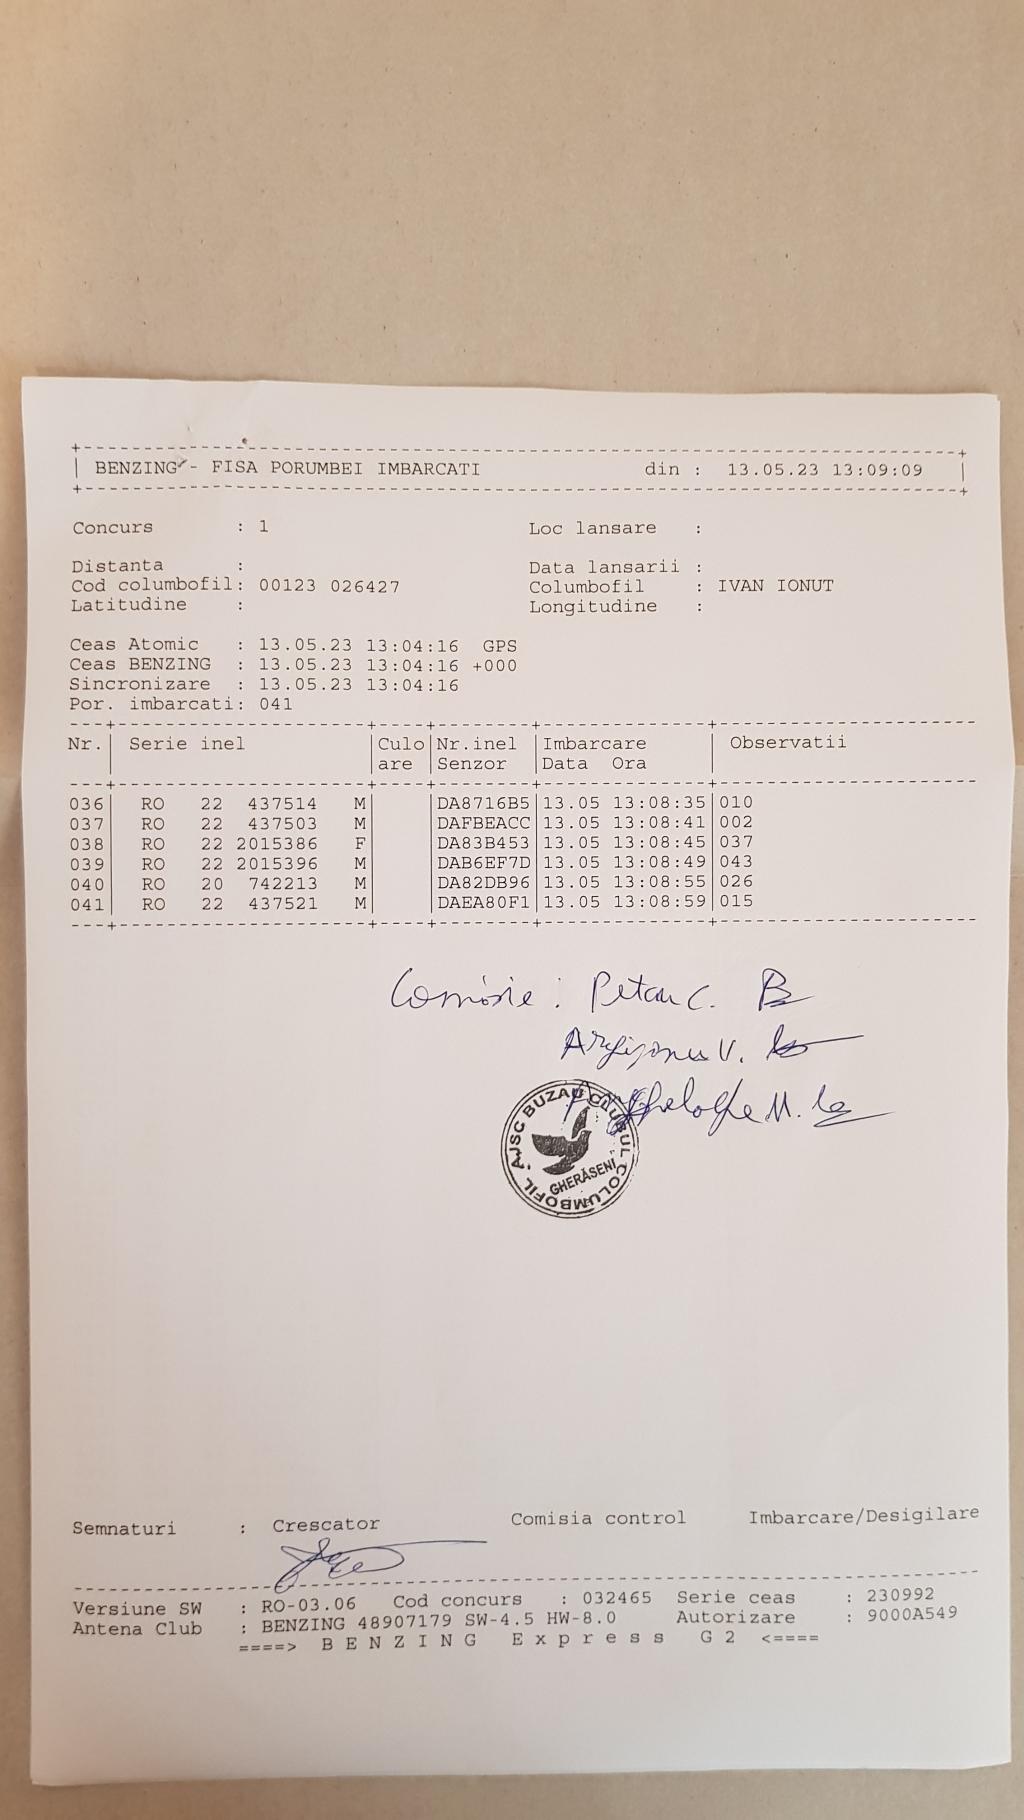 BENZING - FISA PORUMBEI IMBARCATI din : 13.05.23 13:09:09
Concurs : 1 Loc lansare :
Distanta : Data lansarii :
Cod columbofil: 00123 026427 Columbofil : IVAN IONUT
Latitudine : Longitudine :
Ceas Atomic : 13.05.23 13:04:16 GPS
Ceas BENZING : 13.05.23 13:04:16 +000
Sincronizare : 13.05.23 13:04:16
Por. imbarcati: 041
Nr. Serie inel Culo Nr.inel Imbarcare Observatii
are Senzor Data Ora
036 RO 22 437514 M DA8716B5 13.05 13:08:35 010
037 RO 22 437503 M DAFBEACC 13.05 13:08:41 002
038 RO 22 2015386 F DA83B453 13.05 13:08:45 037
039 RO 22 2015396 M DAB6EF7D 13.05 13:08:49 043
040 RO 20 742213 M DA82DB96 13.05 13:08:55 026
041 RO 22 437521 M DAEA80F1 13.05 13:08:59 015
Comisie : Petcu C.
V.
M.
AJSC BUZAU CLUBUL COLUMBOFIL
GHERĂSENI
Semnaturi : Crescator Comisia control Imbarcare/Desigilare
Versiune SW : RO-03.06 Cod concurs : 032465 Serie ceas : 230992
Antena Club : BENZING 48907179 SW-4.5 HW-8.0 Autorizare : 9000A549
====> B E N Z I N G E x p r e s s G 2 <====